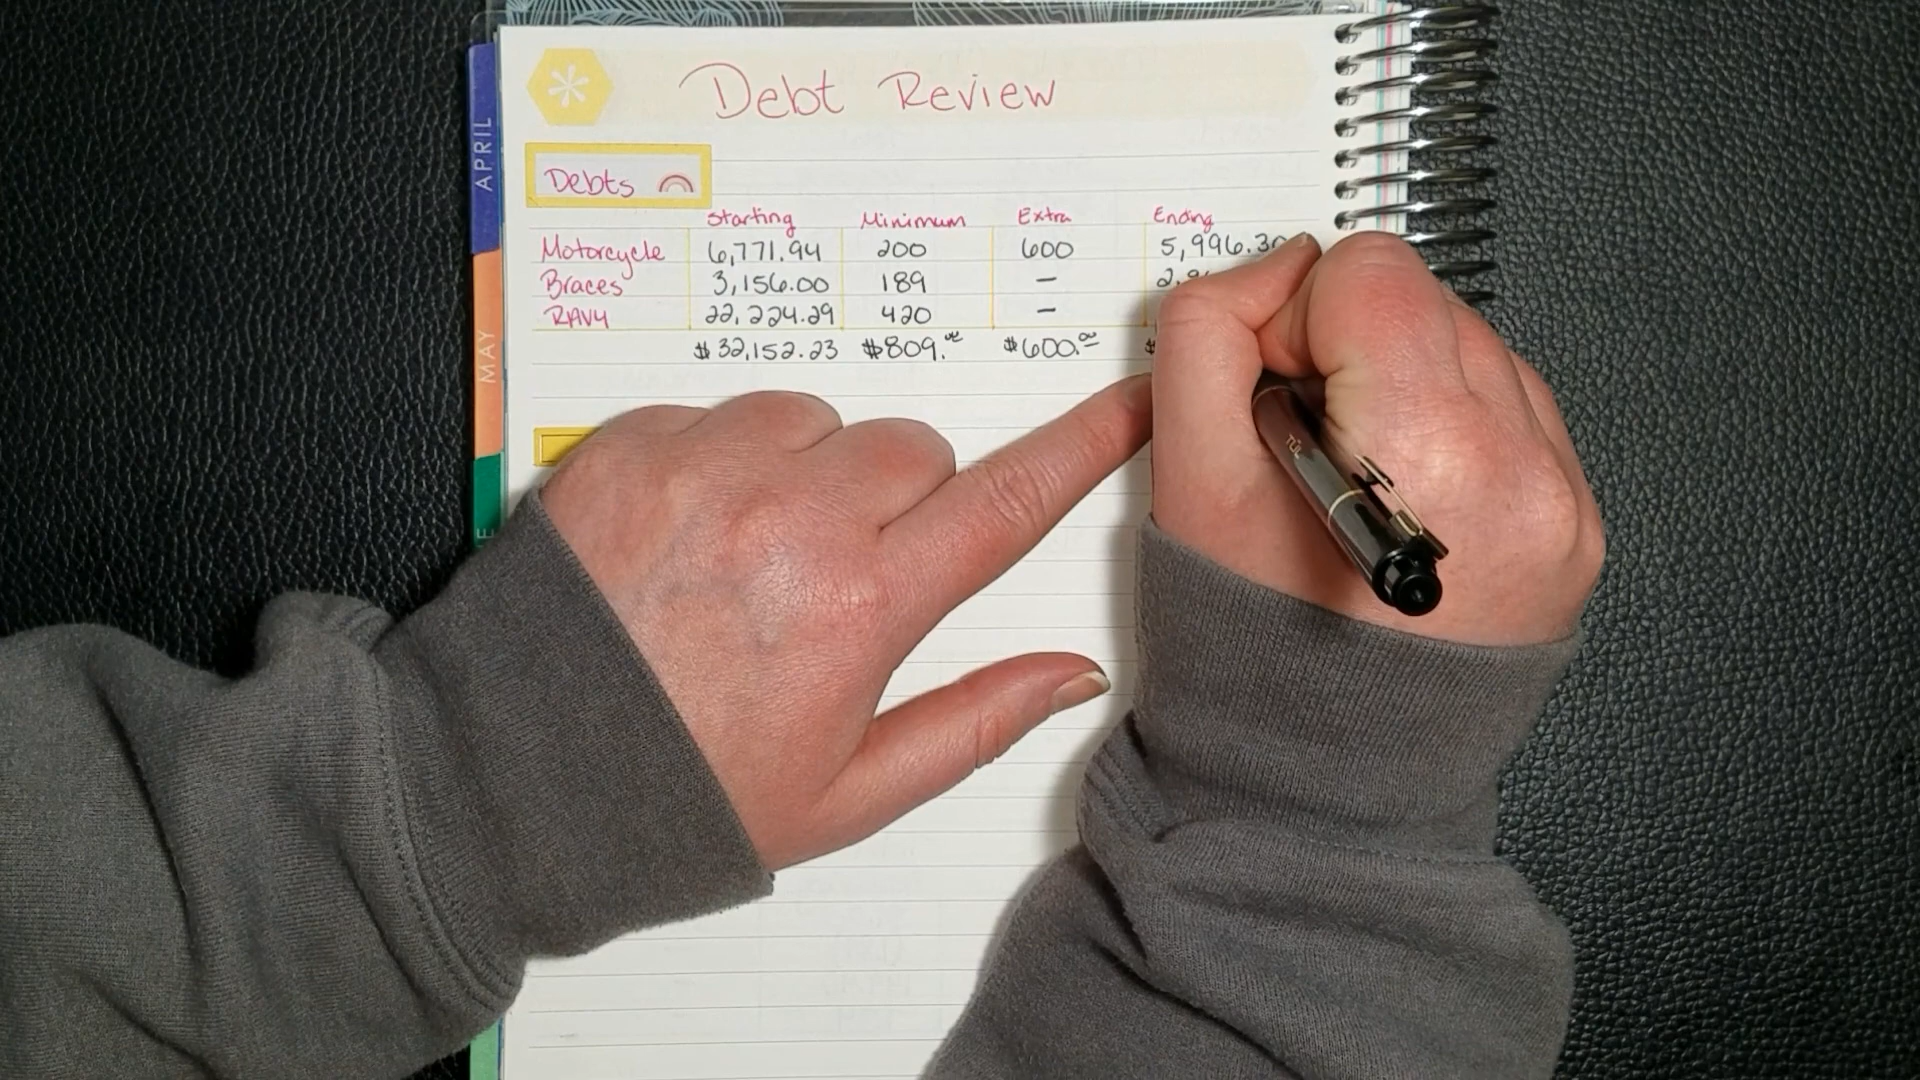 Debt Review
APRIL
Debts
Starting Minimum Extra Ending
Motorcycle 6,771.94 200 600 5,996.30
Braces 3,156.00 189 –
RAV4 22,224.29 420 –
$32,152.23 $809.00 $600.00 $
MAY
TUL